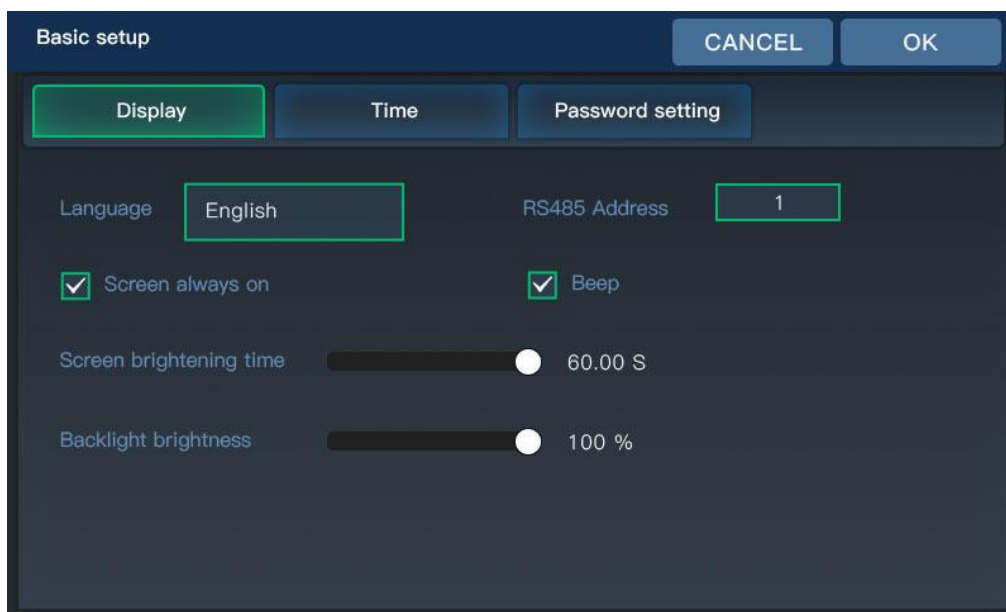 Basic setup CANCEL OK
Display Time Password setting
Language English RS485 Address 1
Screen always on Beep
Screen brightening time 60.00 S
Backlight brightness 100 %